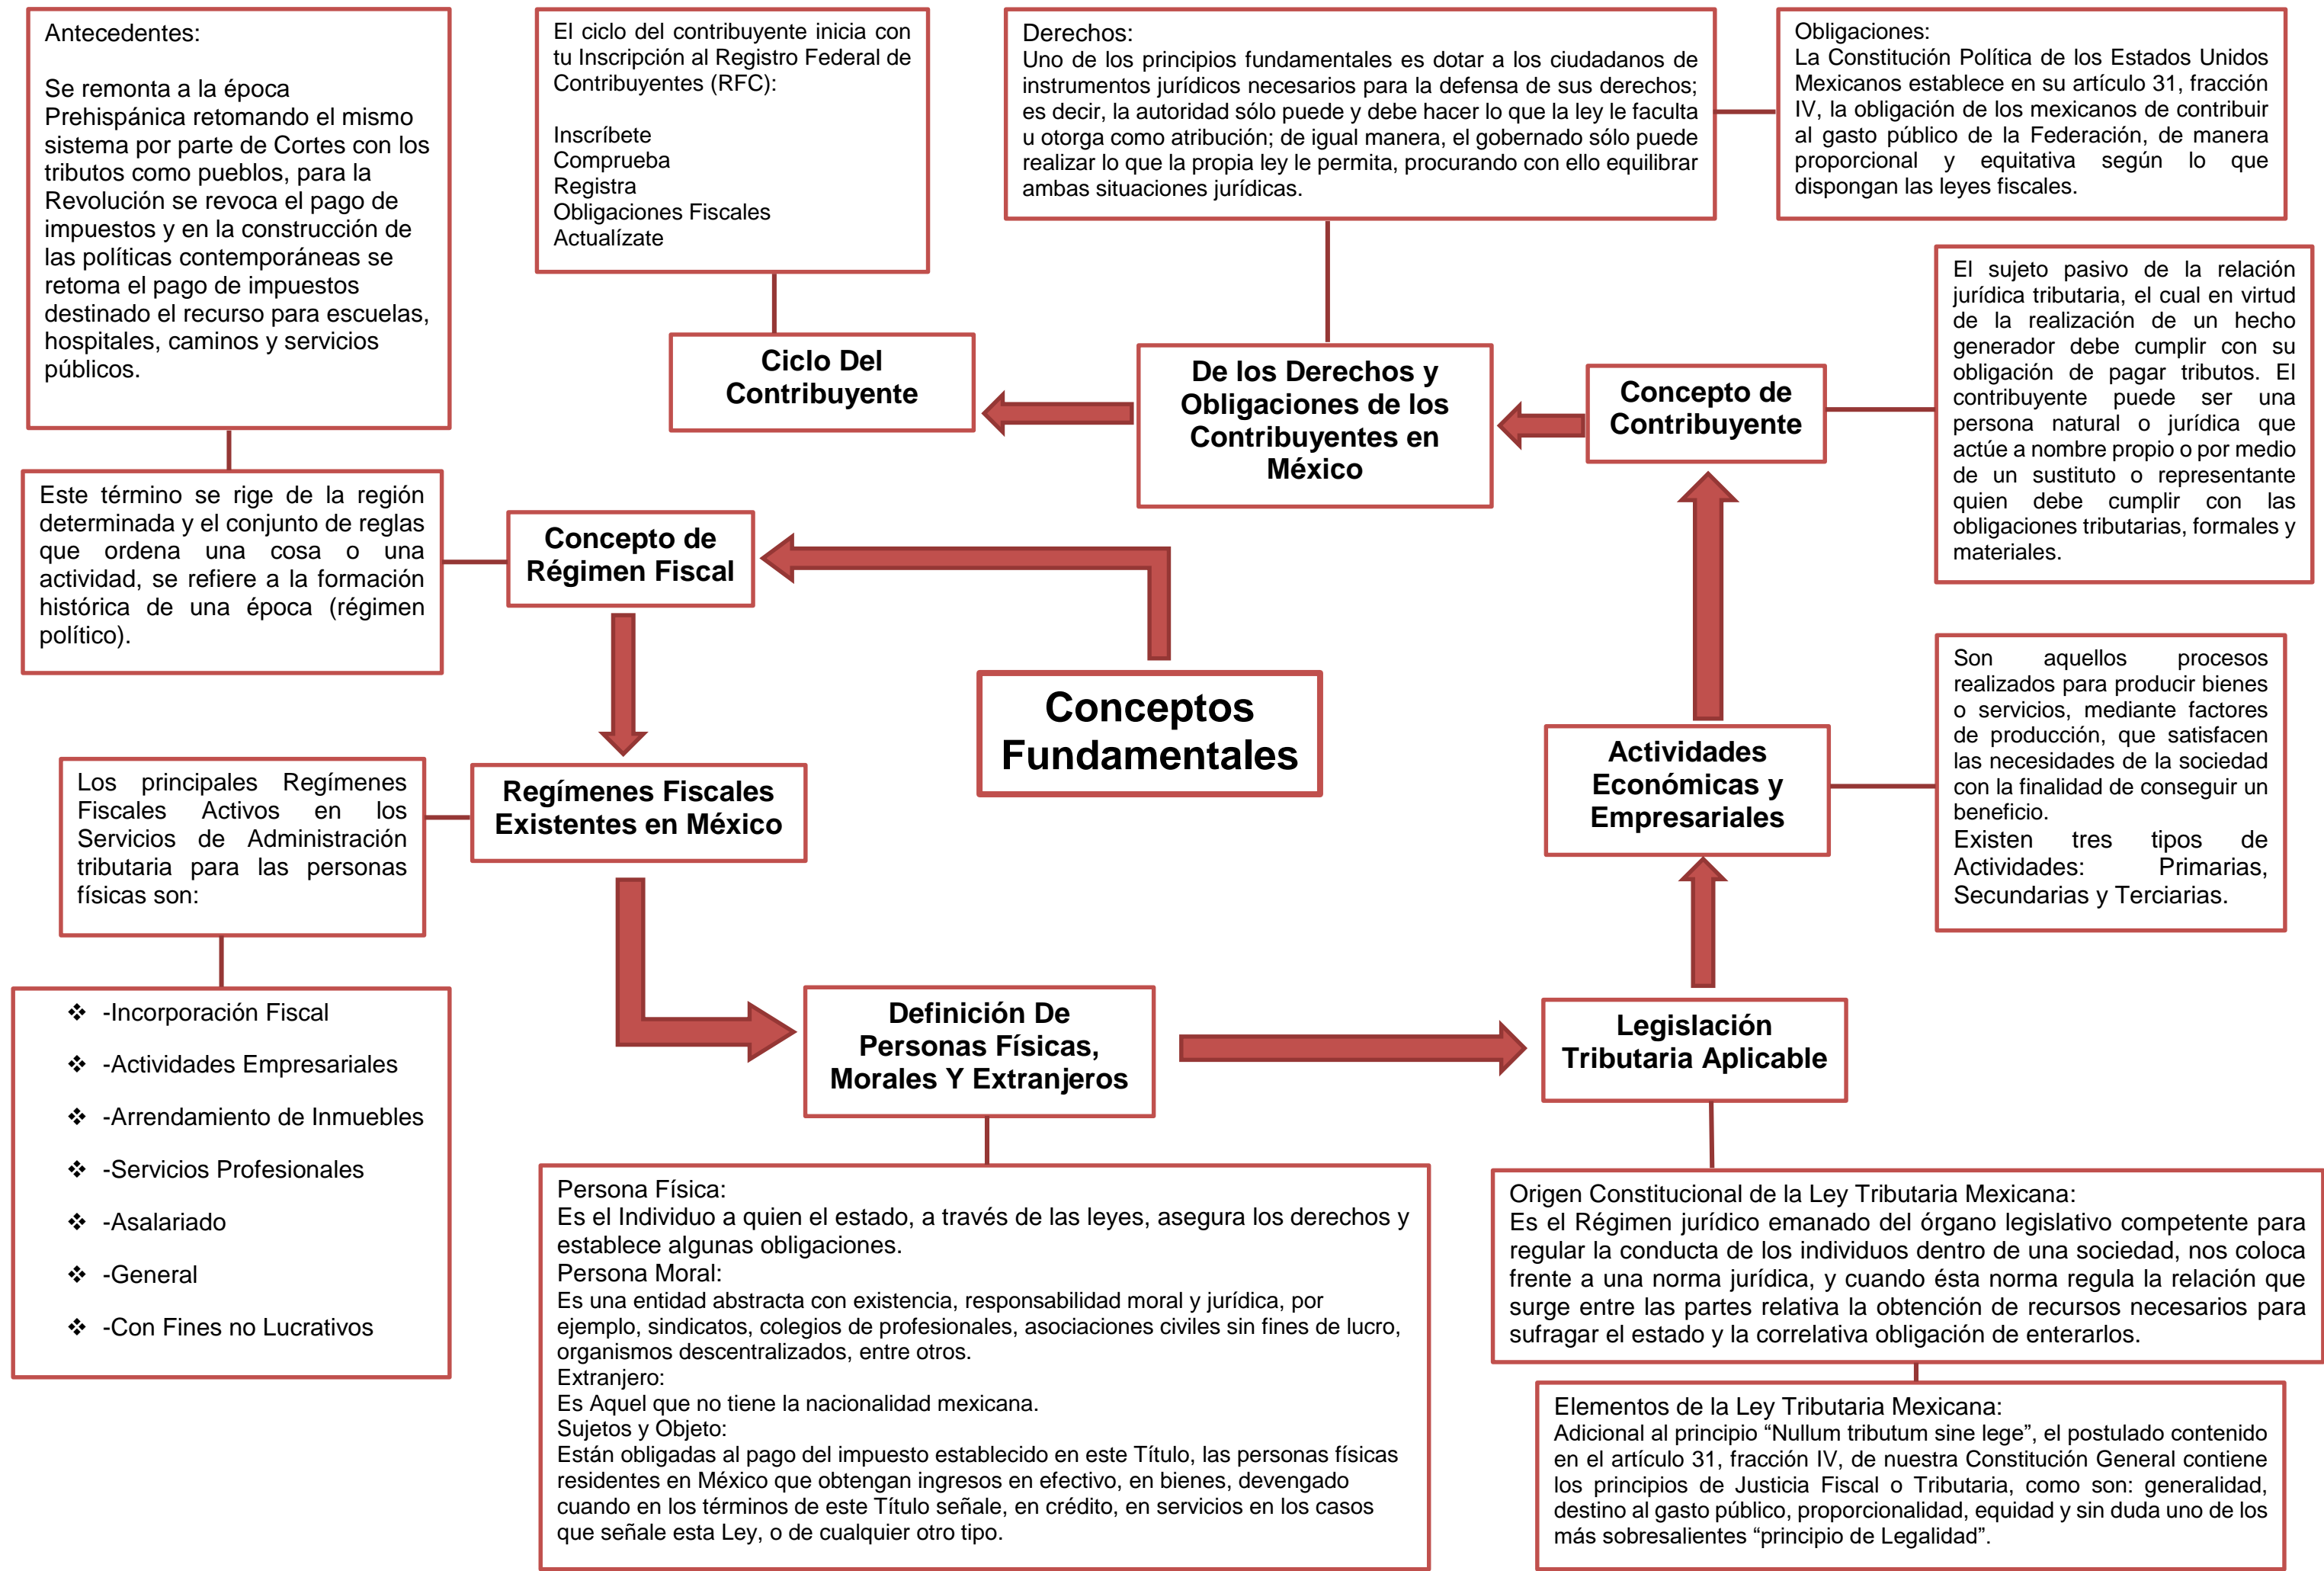 Antecedentes:
Se remonta a la época
Prehispánica retomando el mismo
sistema por parte de Cortes con los
tributos como pueblos, para la
Revolución se revoca el pago de
impuestos y en la construcción de
las políticas contemporáneas se
retoma el pago de impuestos
destinado el recurso para escuelas,
hospitales, caminos y servicios
públicos.
El ciclo del contribuyente inicia con
tu Inscripción al Registro Federal de
Contribuyentes (RFC):
Inscríbete
Comprueba
Registra
Obligaciones Fiscales
Actualízate
Derechos:
Uno de los principios fundamentales es dotar a los ciudadanos de
instrumentos jurídicos necesarios para la defensa de sus derechos;
es decir, la autoridad sólo puede y debe hacer lo que la ley le faculta
u otorga como atribución; de igual manera, el gobernado sólo puede
realizar lo que la propia ley le permita, procurando con ello equilibrar
ambas situaciones jurídicas.
Obligaciones:
La Constitución Política de los Estados Unidos
Mexicanos establece en su artículo 31, fracción
IV, la obligación de los mexicanos de contribuir
al gasto público de la Federación, de manera
proporcional y equitativa según lo que
dispongan las leyes fiscales.
Ciclo Del
Contribuyente
De los Derechos y
Obligaciones de los
Contribuyentes en
México
Concepto de
Contribuyente
El sujeto pasivo de la relación
jurídica tributaria, el cual en virtud
de la realización de un hecho
generador debe cumplir con su
obligación de pagar tributos. El
contribuyente puede ser una
persona natural o jurídica que
actúe a nombre propio o por medio
de un sustituto o representante
quien debe cumplir con las
obligaciones tributarias, formales y
materiales.
Este término se rige de la región
determinada y el conjunto de reglas
que ordena una cosa o una
actividad, se refiere a la formación
histórica de una época (régimen
político).
Concepto de
Régimen Fiscal
Conceptos
Fundamentales
Los principales Regímenes
Fiscales Activos en los
Servicios de Administración
tributaria para las personas
físicas son:
Regímenes Fiscales
Existentes en México
Actividades
Económicas y
Empresariales
Son aquellos procesos
realizados para producir bienes
o servicios, mediante factores
de producción, que satisfacen
las necesidades de la sociedad
con la finalidad de conseguir un
beneficio.
Existen tres tipos de
Actividades: Primarias,
Secundarias y Terciarias.
❖ -Incorporación Fiscal
❖ -Actividades Empresariales
❖ -Arrendamiento de Inmuebles
❖ -Servicios Profesionales
❖ -Asalariado
❖ -General
❖ -Con Fines no Lucrativos
Definición De
Personas Físicas,
Morales Y Extranjeros
Legislación
Tributaria Aplicable
Persona Física:
Es el Individuo a quien el estado, a través de las leyes, asegura los derechos y
establece algunas obligaciones.
Persona Moral:
Es una entidad abstracta con existencia, responsabilidad moral y jurídica, por
ejemplo, sindicatos, colegios de profesionales, asociaciones civiles sin fines de lucro,
organismos descentralizados, entre otros.
Extranjero:
Es Aquel que no tiene la nacionalidad mexicana.
Sujetos y Objeto:
Están obligadas al pago del impuesto establecido en este Título, las personas físicas
residentes en México que obtengan ingresos en efectivo, en bienes, devengado
cuando en los términos de este Título señale, en crédito, en servicios en los casos
que señale esta Ley, o de cualquier otro tipo.
Origen Constitucional de la Ley Tributaria Mexicana:
Es el Régimen jurídico emanado del órgano legislativo competente para
regular la conducta de los individuos dentro de una sociedad, nos coloca
frente a una norma jurídica, y cuando ésta norma regula la relación que
surge entre las partes relativa la obtención de recursos necesarios para
sufragar el estado y la correlativa obligación de enterarlos.
Elementos de la Ley Tributaria Mexicana:
Adicional al principio “Nullum tributum sine lege”, el postulado contenido
en el artículo 31, fracción IV, de nuestra Constitución General contiene
los principios de Justicia Fiscal o Tributaria, como son: generalidad,
destino al gasto público, proporcionalidad, equidad y sin duda uno de los
más sobresalientes “principio de Legalidad”.